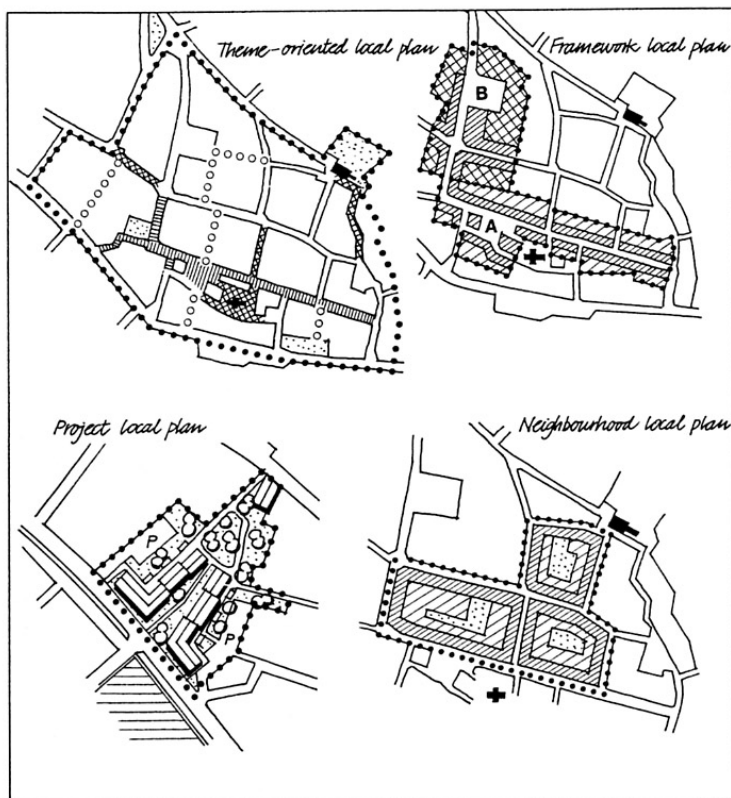 Theme-oriented local plan
Framework local plan
B
A
Project local plan
Neighbourhood local plan
P
P